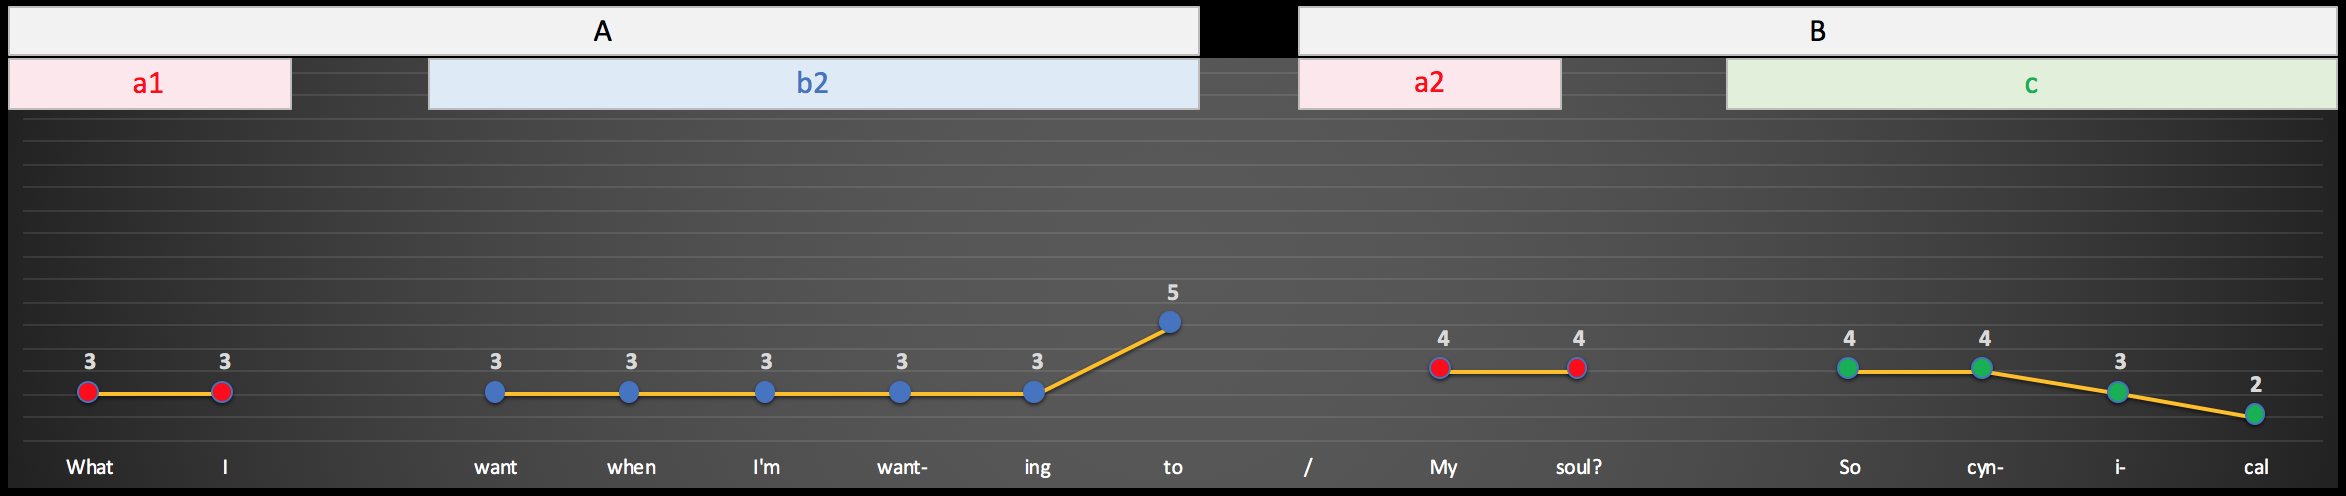 A B
a1 b2 a2 c
5
4 4 4 4
3 3 3 3 3 3 3 3
2
What I want when I'm want- ing to / My soul? So cyn- i- cal